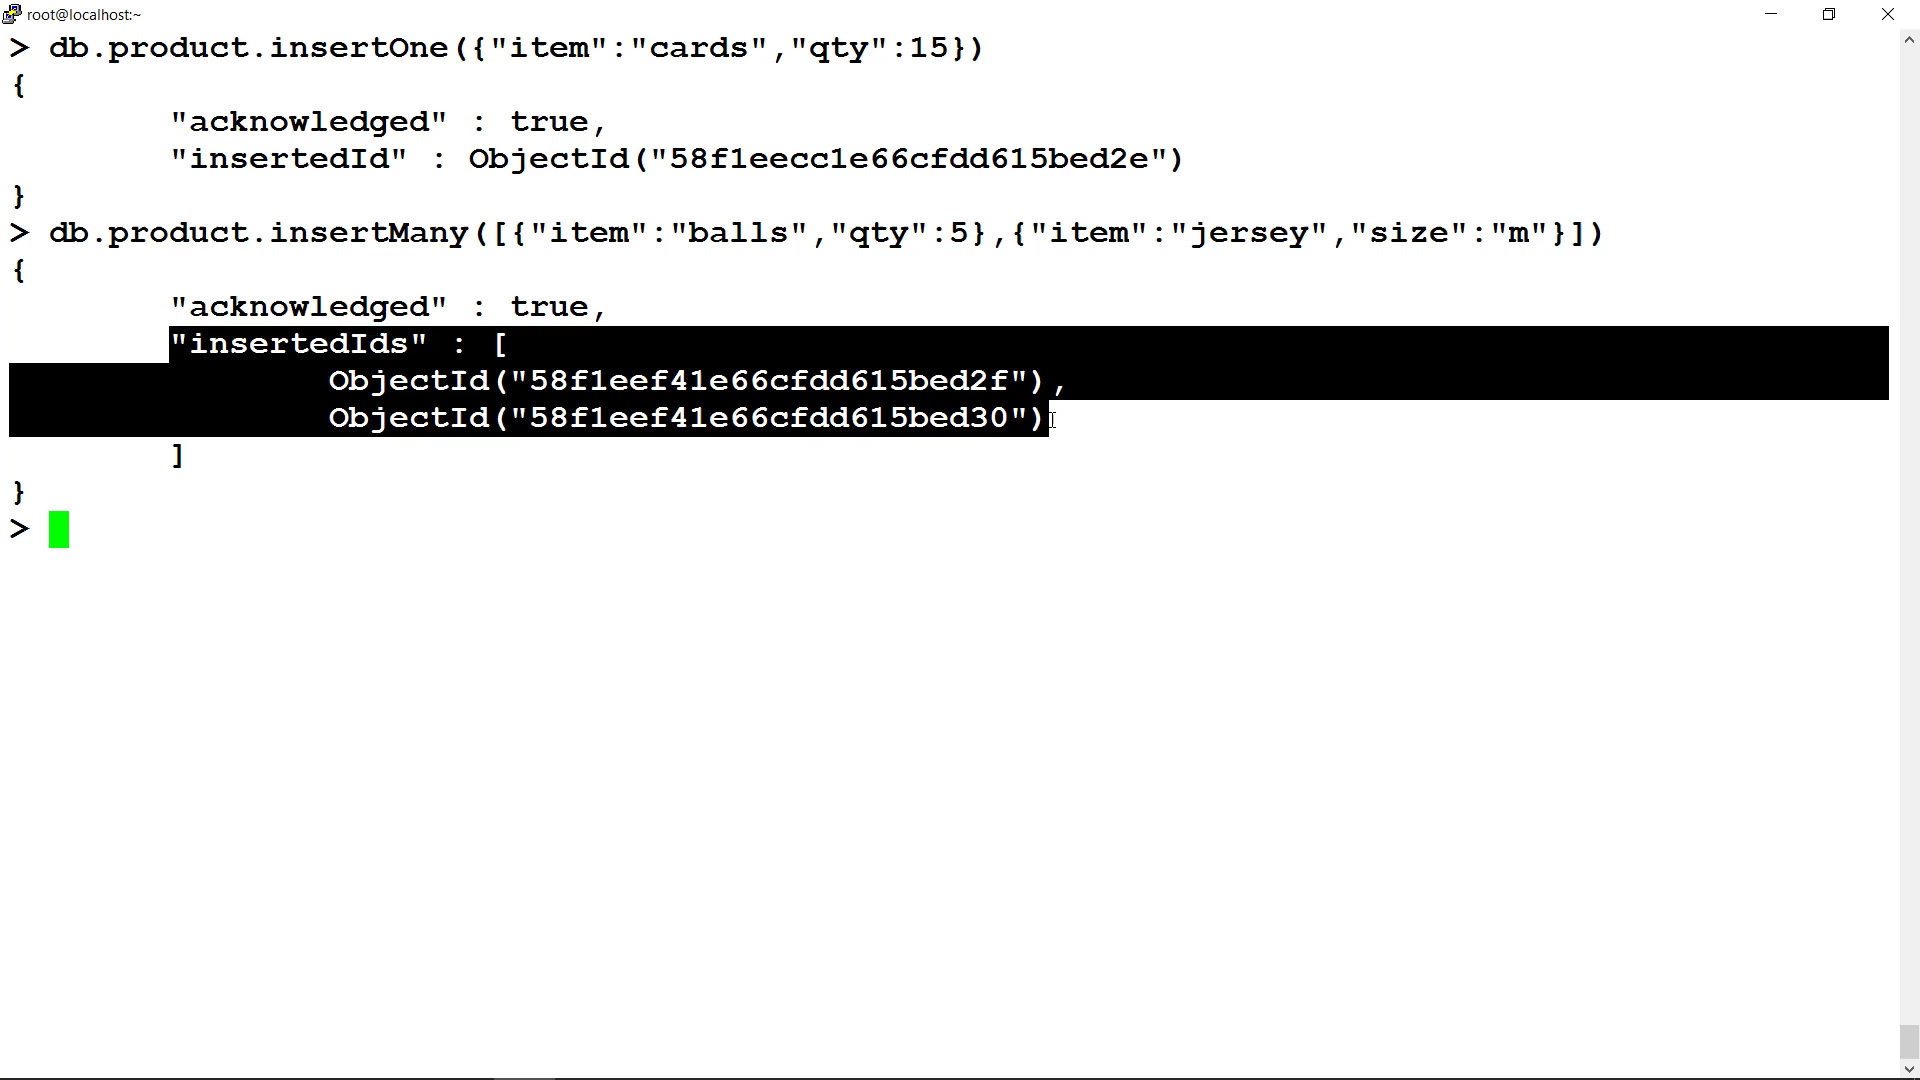 root@localhost:~
> db.product.insertOne({"item":"cards","qty":15})
{
        "acknowledged" : true,
        "insertedId" : ObjectId("58f1eecc1e66cfdd615bed2e")
}
> db.product.insertMany([{"item":"balls","qty":5},{"item":"jersey","size":"m"}])
{
        "acknowledged" : true,
        "insertedIds" : [
                ObjectId("58f1eef41e66cfdd615bed2f"),
                ObjectId("58f1eef41e66cfdd615bed30")
        ]
}
>